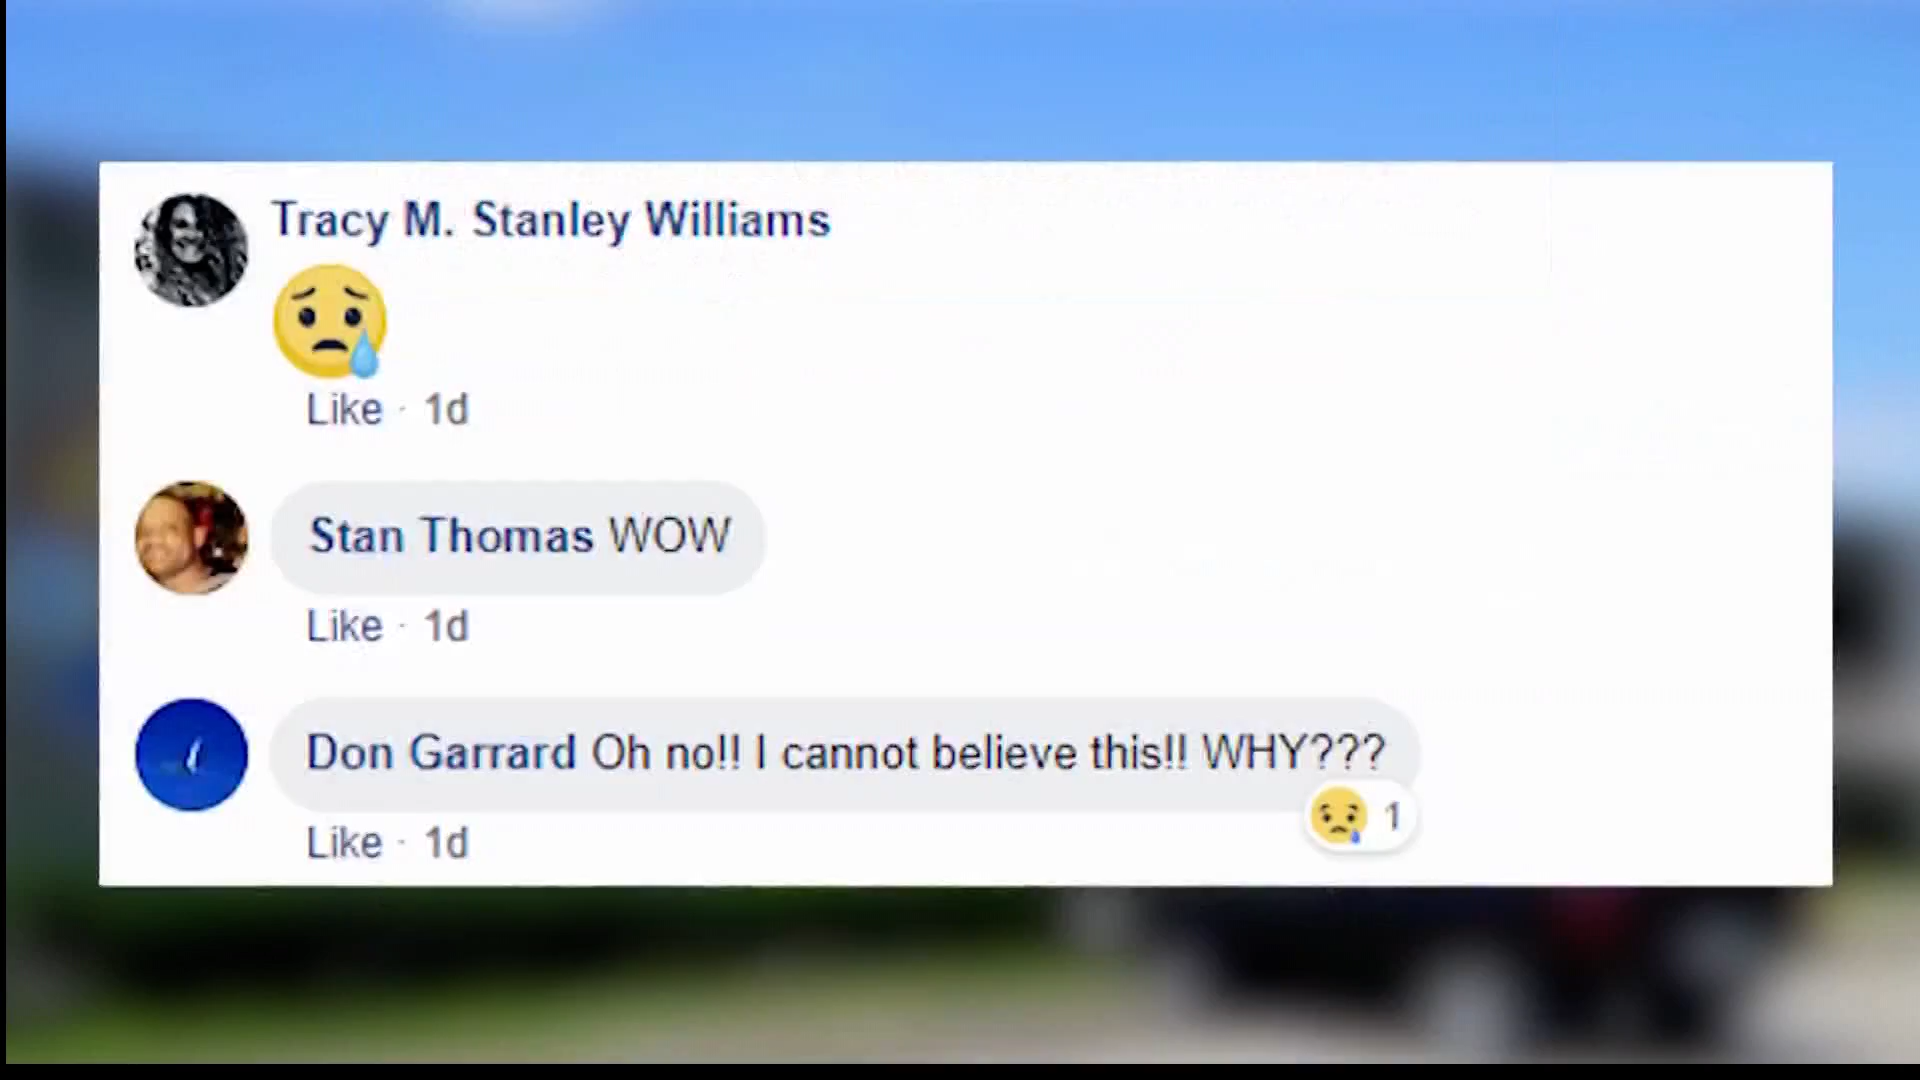 Tracy M. Stanley Williams
😢
Like · 1d
Stan Thomas WOW
Like · 1d
Don Garrard Oh no!! I cannot believe this!! WHY???
1
Like · 1d